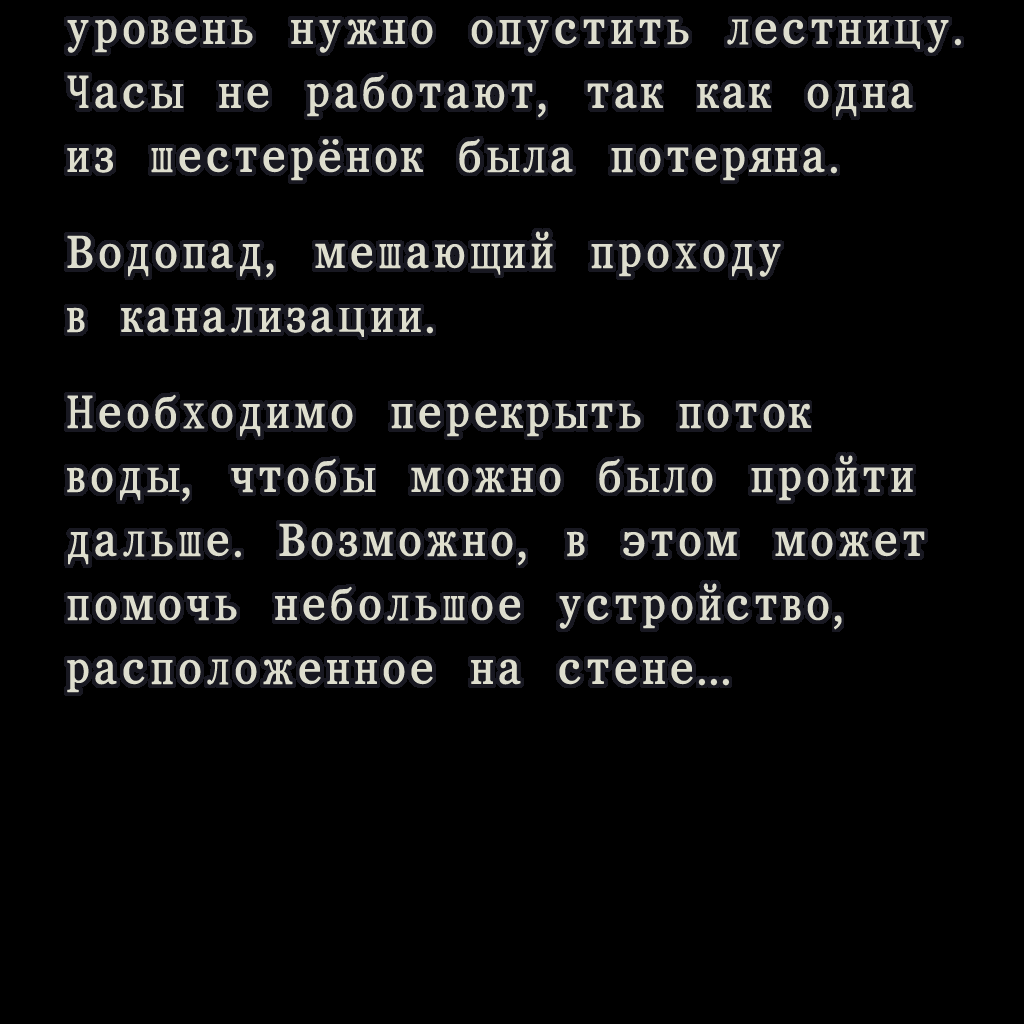 уровень нужно опустить лестницу.
Часы не работают, так как одна
из шестерёнок была потеряна.
Водопад, мешающий проходу
в канализации.
Необходимо перекрыть поток
воды, чтобы можно было пройти
дальше. Возможно, в этом может
помочь небольшое устройство,
расположенное на стене...